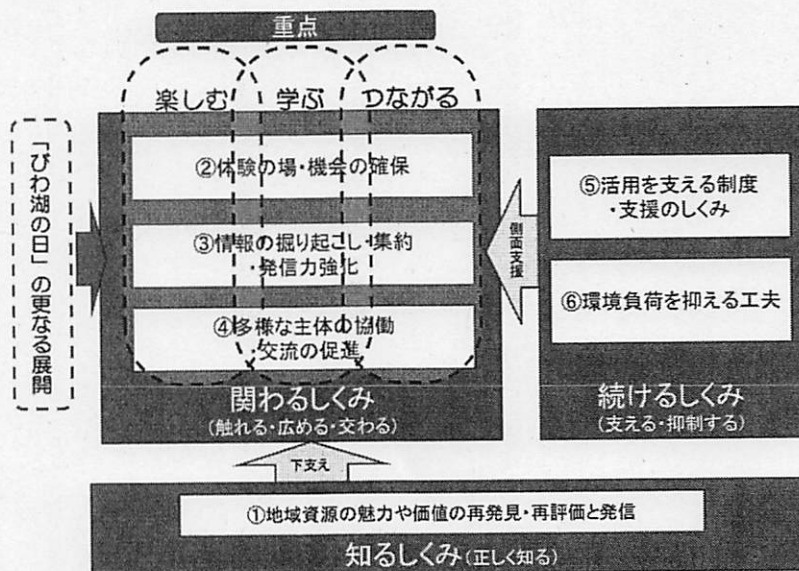 重点
楽しむ
学ぶ
つながる
「びわ湖の日」の更なる展開
②体験の場・機会の確保
③情報の掘り起こし・集約
・発信力強化
④多様な主体の協働
・交流の促進
関わるしくみ
(触れる・広める・交わる)
側面支援
⑤活用を支える制度
・支援のしくみ
⑥環境負荷を抑える工夫
続けるしくみ
(支える・抑制する)
下支え
①地域資源の魅力や価値の再発見・再評価と発信
知るしくみ(正しく知る)